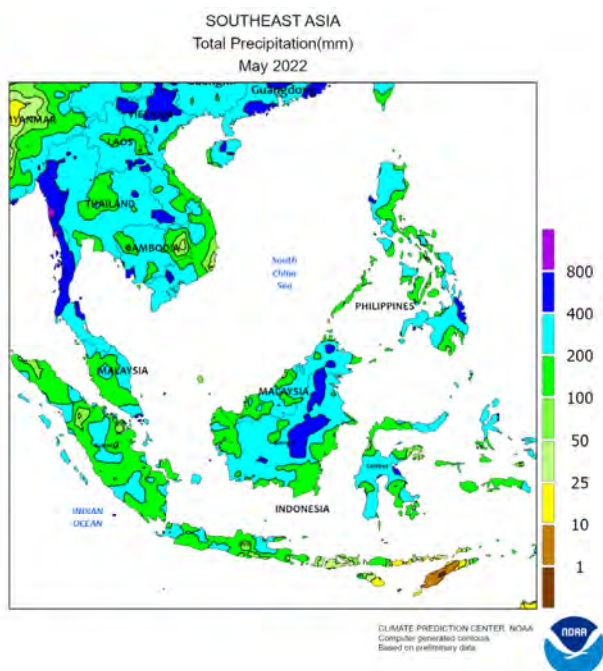 SOUTHEAST ASIA
Total Precipitation(mm)
May 2022
Guangdong
MYANMAR
VIETNAM
LAOS
THAILAND
CAMBODIA
South
China
Sea
PHILIPPINES
MALAYSIA
MALAYSIA
INDIAN
OCEAN
INDONESIA
800
400
200
100
50
25
10
1
CLIMATE PREDICTION CENTER, NOAA
Computer generated contours
Based on preliminary data
NOAA